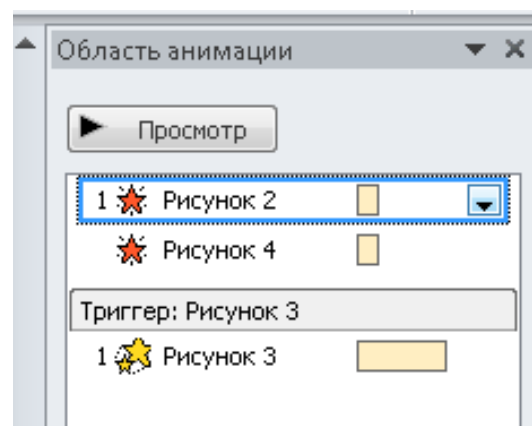 Область анимации
Просмотр
1 Рисунок 2
Рисунок 4
Триггер: Рисунок 3
1 Рисунок 3